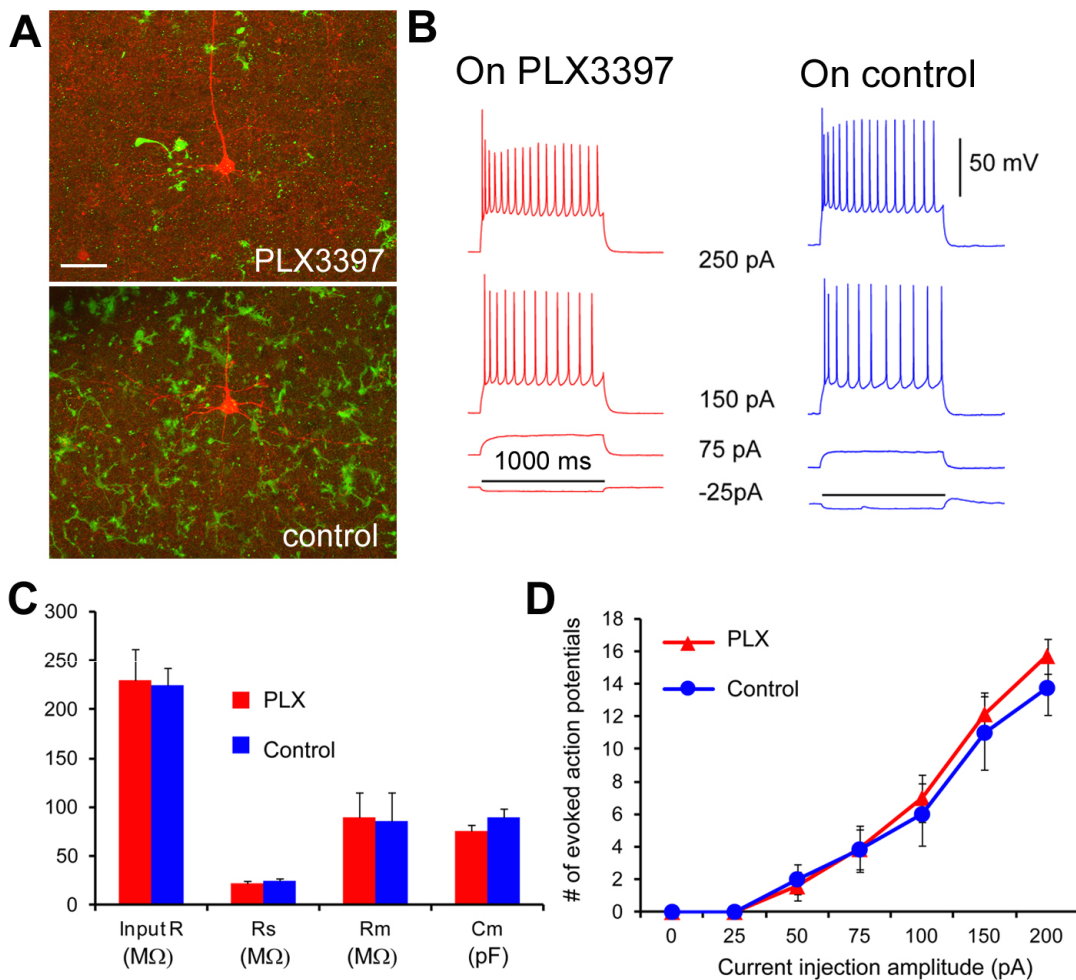 A
PLX3397
control
B
On PLX3397
On control
50 mV
250 pA
150 pA
75 pA
1000 ms
-25pA
C
300
250
200
150
100
50
0
PLX
Control
Input R
(MΩ)
Rs
(MΩ)
Rm
(MΩ)
Cm
(pF)
D
# of evoked action potentials
18
16
14
12
10
8
6
4
2
0
PLX
Control
0 25 50 75 100 150 200
Current injection amplitude (pA)